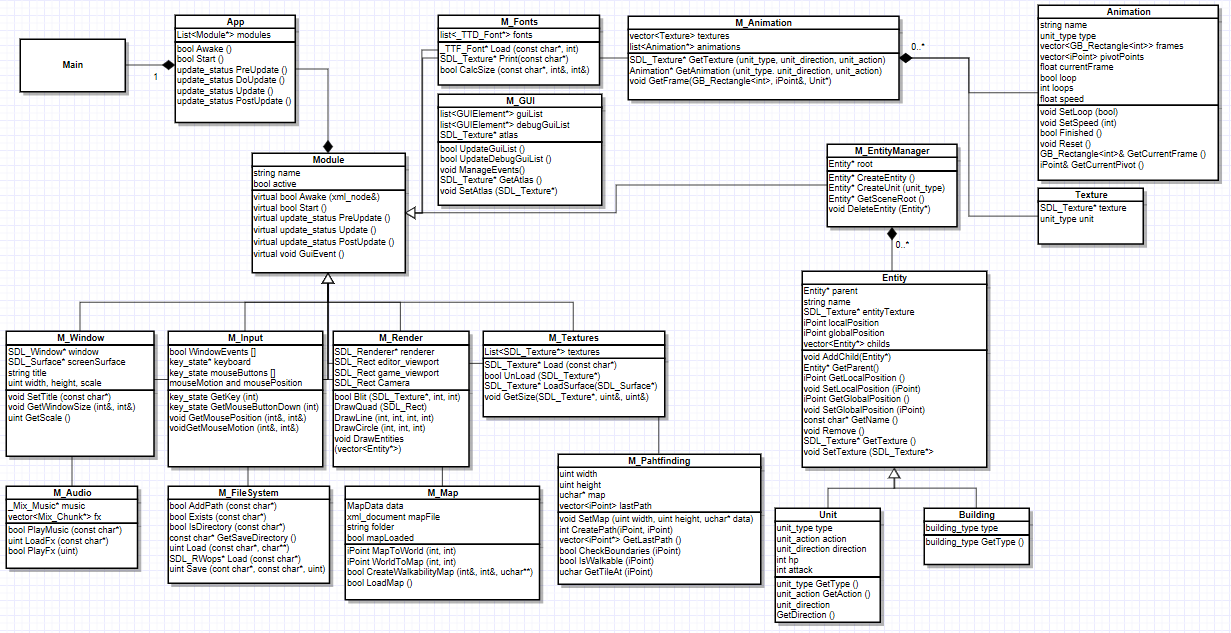 Main
1
App
List<Module*> modules
bool Awake ()
bool Start ()
update_status PreUpdate ()
update_status DoUpdate ()
update_status Update ()
update_status PostUpdate ()
M_Fonts
list<_TTD_Font*> fonts
_TTF_Font* Load (const char*, int)
SDL_Texture* Print(const char*)
bool CalcSize (const char*, int&, int&)
M_Animation
vector<Texture> textures
list<Animation*> animations
SDL_Texture* GetTexture (unit_type, unit_direction, unit_action)
Animation* GetAnimation (unit_type. unit_direction, unit_action)
void GetFrame(GB_Rectangle<int>, iPoint&, Unit*)
0..*
Animation
string name
unit_type type
vector<GB_Rectangle<int>> frames
vector<iPoint> pivotPoints
float currentFrame
bool loop
int loops
float speed
void SetLoop (bool)
void SetSpeed (int)
bool Finished ()
void Reset ()
GB_Rectangle<int>& GetCurrentFrame ()
iPoint& GetCurrentPivot ()
M_GUI
list<GUIElement*> guiList
list<GUIElement*> debugGuiList
SDL_Texture* atlas
bool UpdateGuiList ()
bool UpdateDebugGuiList ()
void ManageEvents()
SDL_Texture* GetAtlas ()
void SetAtlas (SDL_Texture*)
Module
string name
bool active
virtual bool Awake (xml_node&)
virtual bool Start ()
virtual update_status PreUpdate ()
virtual update_status Update ()
virtual update_status PostUpdate ()
virtual void GuiEvent ()
M_EntityManager
Entity* root
Entity* CreateEntity ()
Entity* CreateUnit (unit_type)
Entity* GetSceneRoot ()
void DeleteEntity (Entity*)
0..*
Texture
SDL_Texture* texture
unit_type unit
Entity
Entity* parent
string name
SDL_Texture* entityTexture
iPoint localPosition
iPoint globalPosition
vector<Entity*> childs
void AddChild(Entity*)
Entity* GetParent()
iPoint GetLocalPosition ()
void SetLocalPosition (iPoint)
iPoint GetGlobalPosition ()
void SetGlobalPosition (iPoint)
const char* GetName ()
void Remove ()
SDL_Texture* GetTexture ()
void SetTexture (SDL_Texture*>
M_Window
SDL_Window* window
SDL_Surface* screenSurface
string title
uint width, height, scale
void SetTitle (const char*)
void GetWindowSize (int&, int&)
uint GetScale ()
M_Input
bool WindowEvents []
key_state* keyboard
key_state mouseButtons []
mouseMotion and mousePosition
key_state GetKey (int)
key_state GetMouseButtonDown (int)
void GetMousePosition (int&, int&)
voidGetMouseMotion (int&, int&)
M_Render
SDL_Renderer* renderer
SDL_Rect editor_viewport
SDL_Rect game_viewport
SDL_Rect Camera
bool Blit (SDL_Texture*, int, int)
DrawQuad (SDL_Rect)
DrawLine (int, int, int, int)
DrawCircle (int, int, int)
void DrawEntities
(vector<Entity*>)
M_Textures
List<SDL_Texture*> textures
SDL_Texture* Load (const char*)
bool UnLoad (SDL_Texture*)
SDL_Texture* LoadSurface(SDL_Surface*)
void GetSize(SDL_Texture*, uint&, uint&)
M_Audio
_Mix_Music* music
vector<Mix_Chunk*> fx
bool PlayMusic (const char*)
uint LoadFx (const char*)
bool PlayFx (uint)
M_FileSystem
bool AddPath (const char*)
bool Exists (const char*)
bool IsDirectory (const char*)
const char* GetSaveDirectory ()
uint Load (const char*, char**)
SDL_RWops* Load (const char*)
uint Save (cont char*, const char*, uint)
M_Map
MapData data
xml_document mapFile
string folder
bool mapLoaded
iPoint MapToWorld (int, int)
iPoint WorldToMap (int, int)
bool CreateWalkabilityMap (int&, int&, uchar**)
bool LoadMap ()
M_Pahtfinding
uint width
uint height
uchar* map
vector<iPoint> lastPath
void SetMap (uint width, uint height, uchar* data)
int CreatePath(iPoint, iPoint)
vector<iPoint*> GetLastPath ()
bool CheckBoundaries (iPoint)
bool IsWalkable (iPoint)
uchar GetTileAt (iPoint)
Unit
unit_type type
unit_action action
unit_direction direction
int hp
int attack
unit_type GetType ()
unit_action GetAction ()
unit_direction
GetDirection ()
Building
building_type type
building_type GetType ()